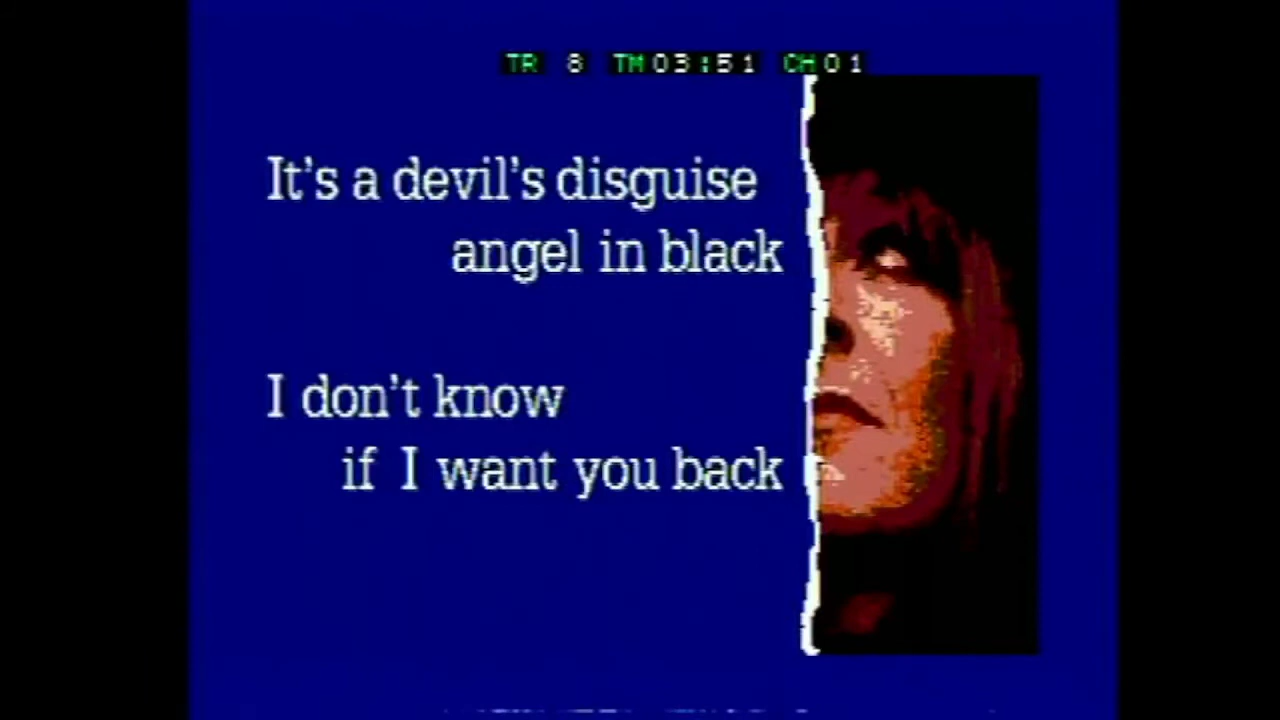 TR 8 TM03:51 CH01
It's a devil's disguise
angel in black
I don't know
if I want you back